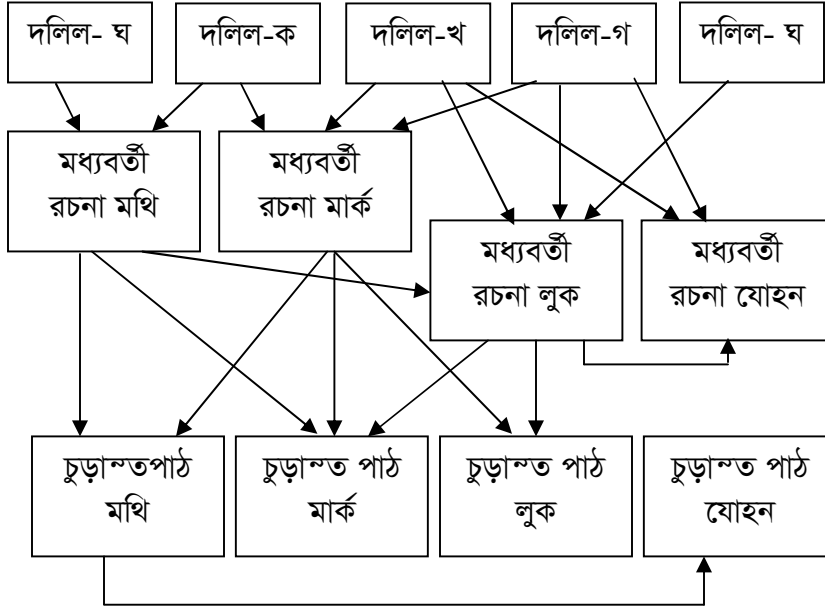 দলিল- ঘ
দলিল-ক
দলিল-খ
দলিল-গ
দলিল- ঘ
মধ্যবর্তী
রচনা মথি
মধ্যবর্তী
রচনা মার্ক
মধ্যবর্তী
রচনা লুক
মধ্যবর্তী
রচনা যোহন
চুড়ান্তপাঠ
মথি
চুড়ান্ত পাঠ
মার্ক
চুড়ান্ত পাঠ
লুক
চুড়ান্ত পাঠ
যোহন